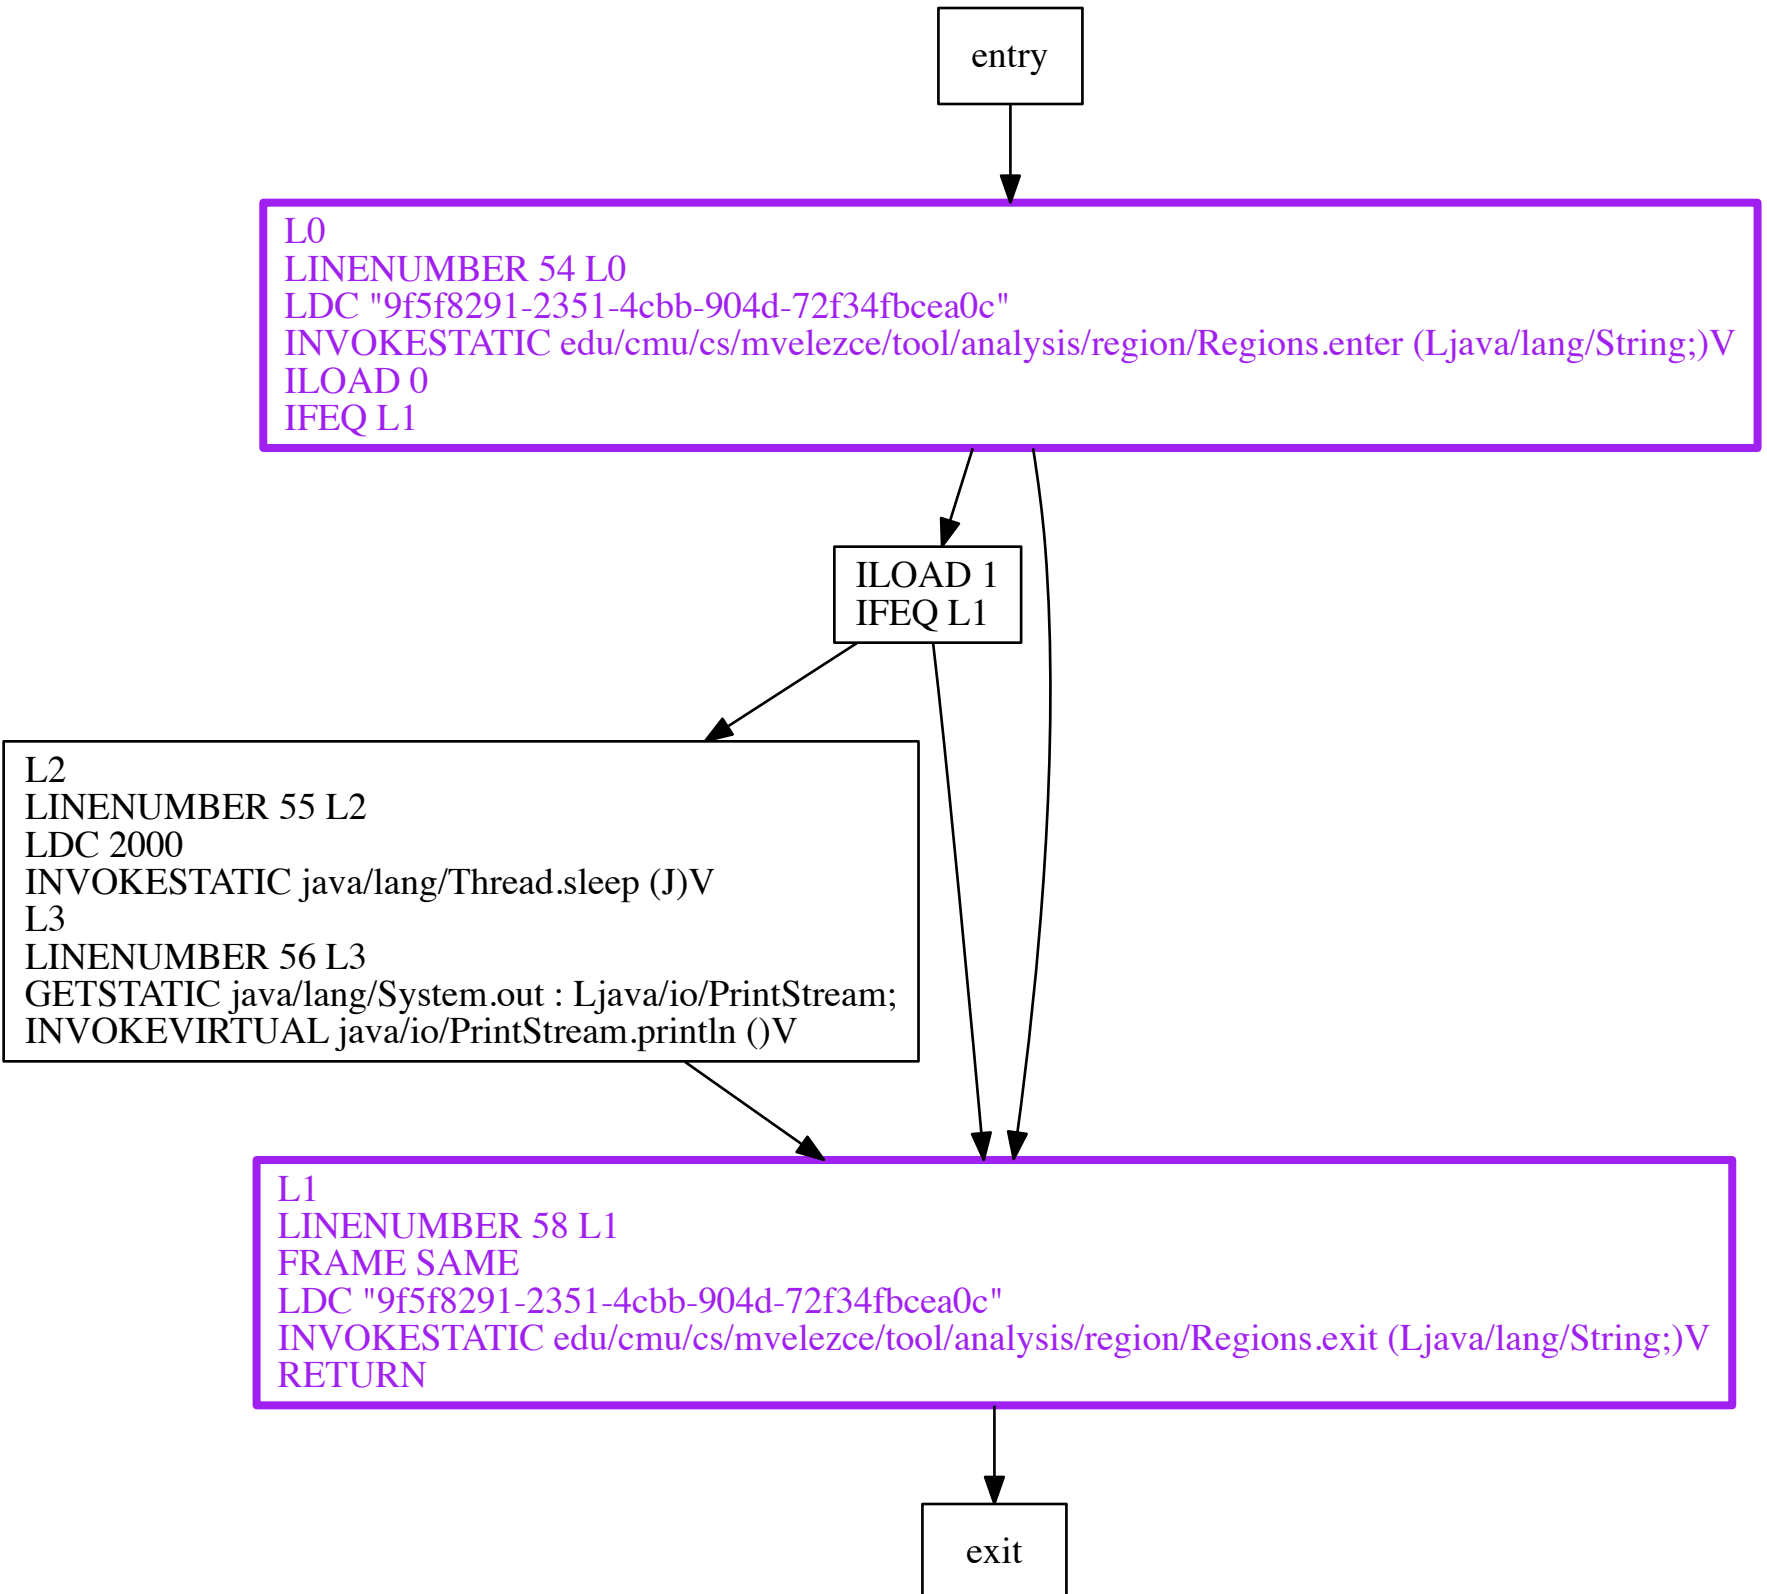 entry
L0
LINENUMBER 54 L0
LDC "9f5f8291-2351-4cbb-904d-72f34fbcea0c"
INVOKESTATIC edu/cmu/cs/mvelezce/tool/analysis/region/Regions.enter (Ljava/lang/String;)V
ILOAD 0
IFEQ L1
ILOAD 1
IFEQ L1
L2
LINENUMBER 55 L2
LDC 2000
INVOKESTATIC java/lang/Thread.sleep (J)V
L3
LINENUMBER 56 L3
GETSTATIC java/lang/System.out : Ljava/io/PrintStream;
INVOKEVIRTUAL java/io/PrintStream.println ()V
L1
LINENUMBER 58 L1
FRAME SAME
LDC "9f5f8291-2351-4cbb-904d-72f34fbcea0c"
INVOKESTATIC edu/cmu/cs/mvelezce/tool/analysis/region/Regions.exit (Ljava/lang/String;)V
RETURN
exit